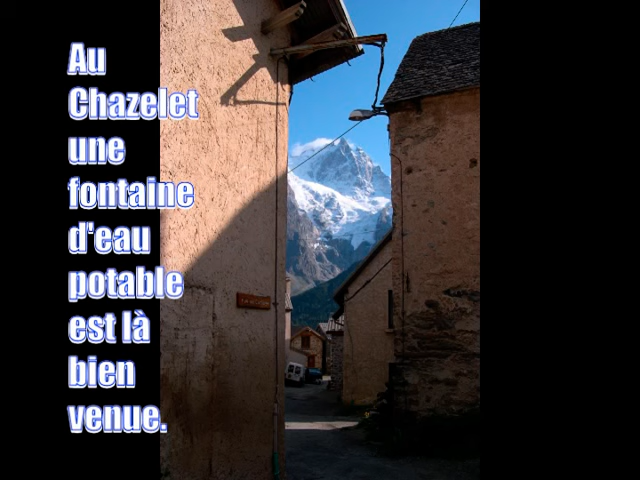 Au
Chazelet
une
fontaine
d'eau
potable
est là
bien
venue.